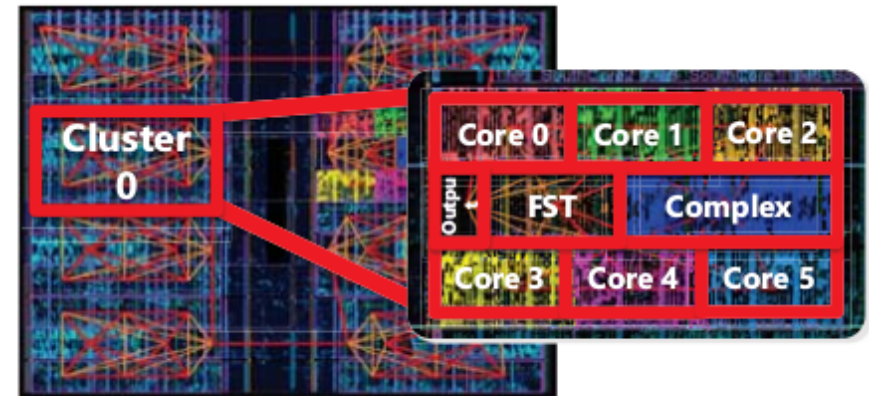 Cluster
0
Core 0
Core 1
Core 2
Outpu
t
FST
Complex
Core 3
Core 4
Core 5